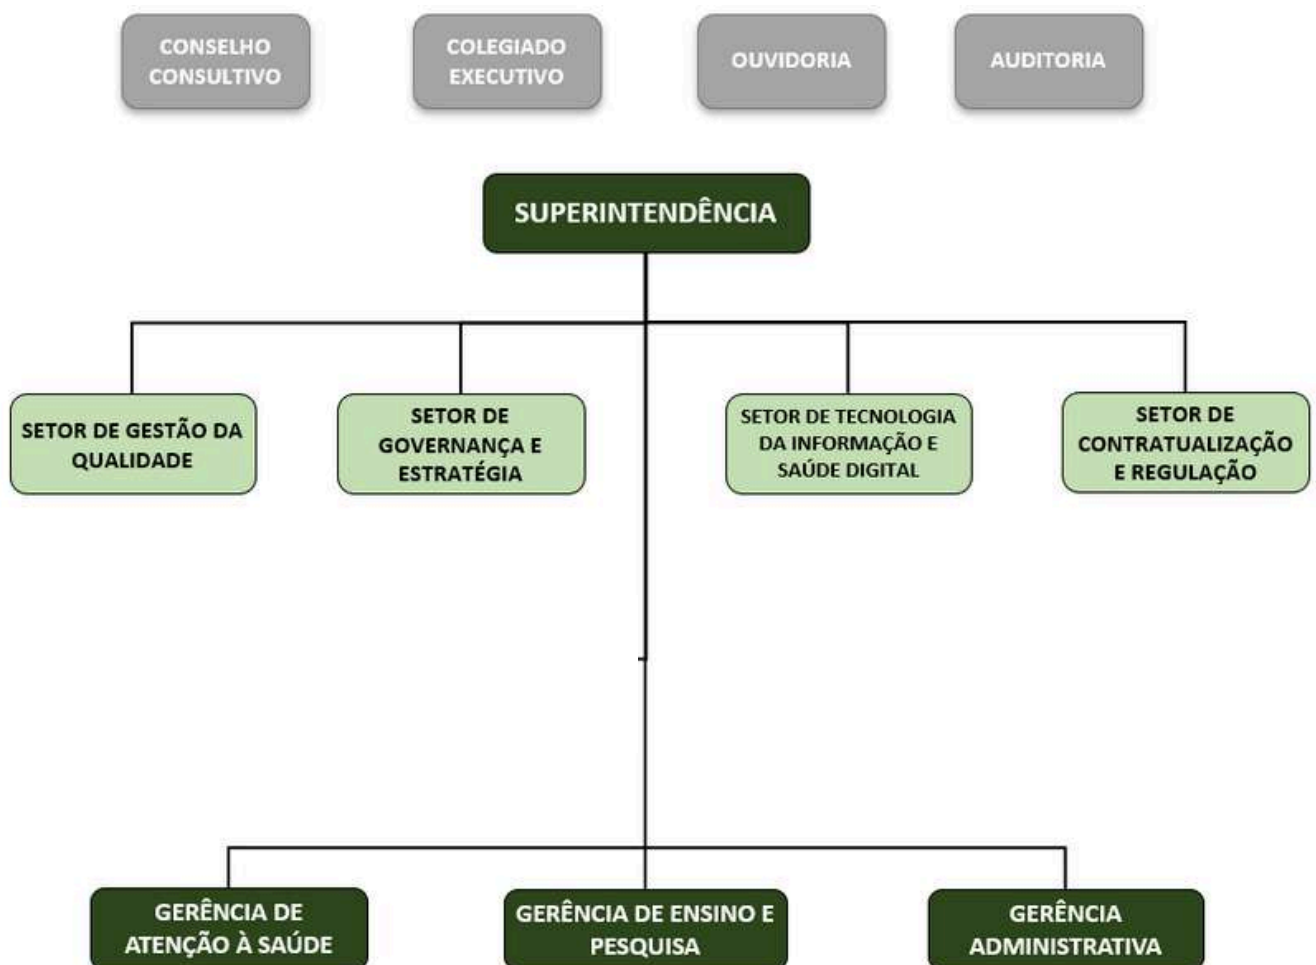 CONSELHO
CONSULTIVO
COLEGIADO
EXECUTIVO
OUVIDORIA
AUDITORIA
SUPERINTENDÊNCIA
SETOR DE GESTÃO DA
QUALIDADE
SETOR DE
GOVERNANÇA E
ESTRATÉGIA
SETOR DE TECNOLOGIA
DA INFORMAÇÃO E
SAÚDE DIGITAL
SETOR DE
CONTRATUALIZAÇÃO
E REGULAÇÃO
GERÊNCIA DE
ATENÇÃO À SAÚDE
GERÊNCIA DE ENSINO E
PESQUISA
GERÊNCIA
ADMINISTRATIVA